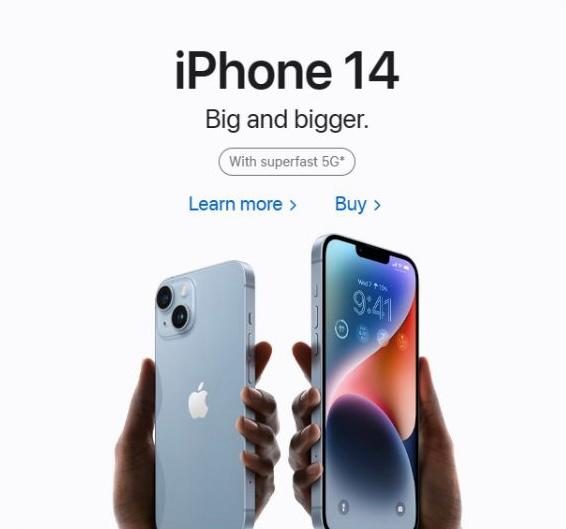 iPhone 14
Big and bigger.
With superfast 5G*
Learn more >
Buy >
9:41